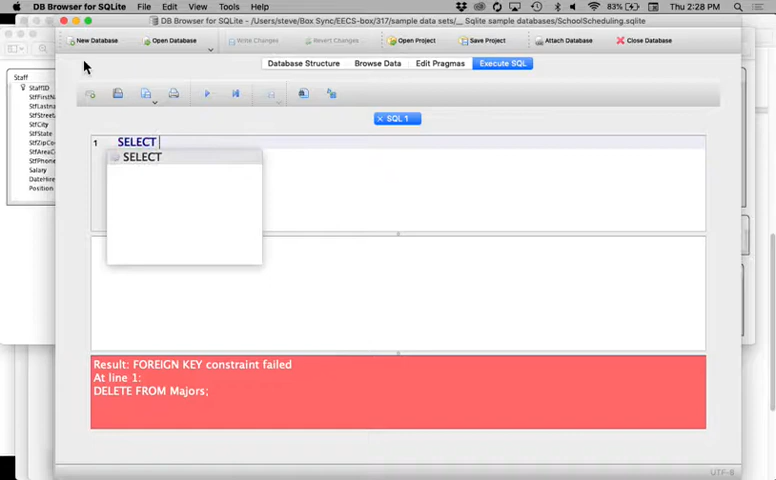 DB Browser for SQLite File Edit View Tools Help 83% Thu 2:28 PM
DB Browser for SQLite - /Users/steve/Box Sync/EECS-box/317/sample data sets/__ Sqlite sample databases/SchoolScheduling.sqlite
New Database Open Database Write Changes Revert Changes Open Project Save Project Attach Database Close Database
Database Structure Browse Data Edit Pragmas Execute SQL
SQL 1
1 SELECT
SELECT
Staff
StaffID
StfFirstNa
StfLastna
StfStreet
StfCity
StfState
StfZipCo
StfAreaC
StfPhone
Salary
DateHire
Position
Result: FOREIGN KEY constraint failed
At line 1:
DELETE FROM Majors;
UTF-8